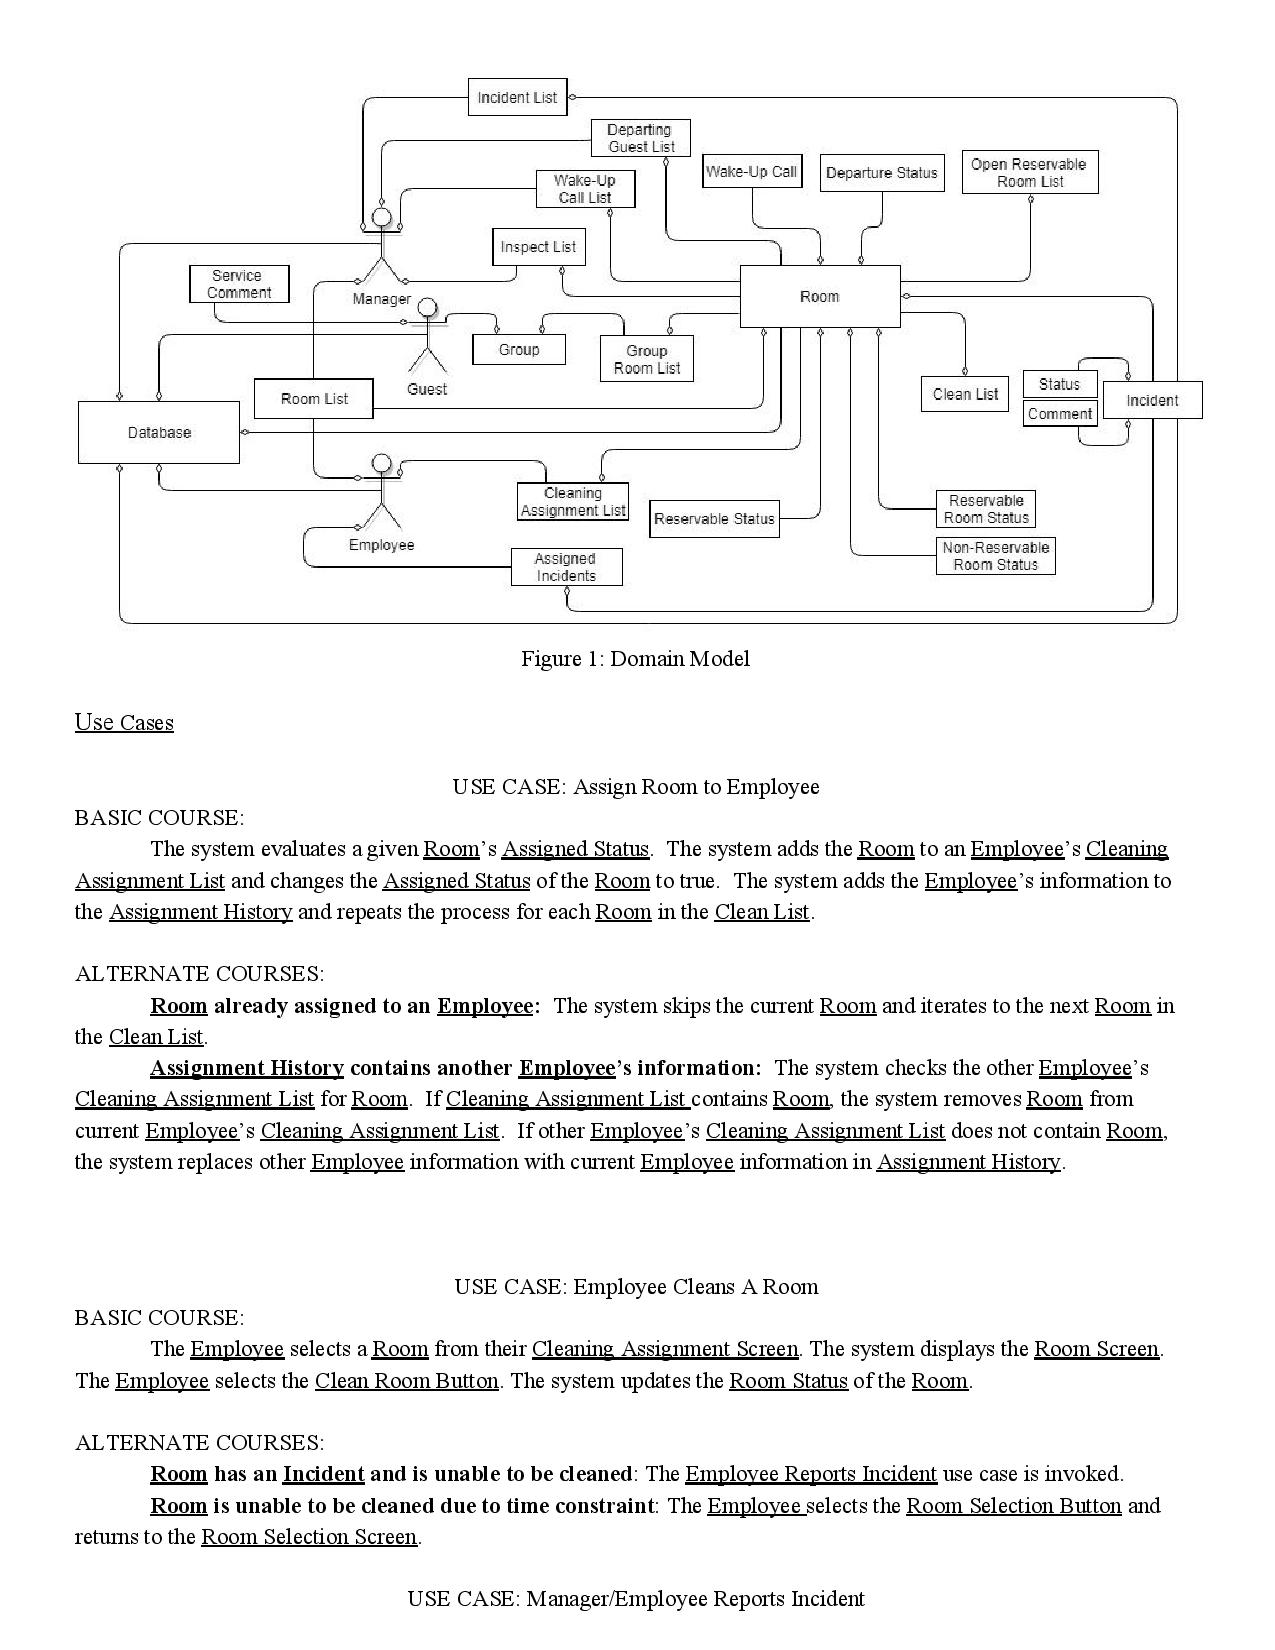 Incident List
Departing
Guest List
Wake-Up Call
Departure Status
Open Reservable
Room List
Wake-Up
Call List
Inspect List
Service
Comment
Manager
Room
Group
Group
Room List
Guest
Room List
Clean List
Status
Comment
Incident
Database
Cleaning
Assignment List
Reservable Status
Reservable
Room Status
Non-Reservable
Room Status
Employee
Assigned
Incidents
Figure 1: Domain Model
Use Cases
USE CASE: Assign Room to Employee
BASIC COURSE:
The system evaluates a given Room's Assigned Status. The system adds the Room to an Employee's Cleaning
Assignment List and changes the Assigned Status of the Room to true. The system adds the Employee's information to
the Assignment History and repeats the process for each Room in the Clean List.
ALTERNATE COURSES:
Room already assigned to an Employee: The system skips the current Room and iterates to the next Room in
the Clean List.
Assignment History contains another Employee's information: The system checks the other Employee's
Cleaning Assignment List for Room. If Cleaning Assignment List contains Room, the system removes Room from
current Employee's Cleaning Assignment List. If other Employee's Cleaning Assignment List does not contain Room,
the system replaces other Employee information with current Employee information in Assignment History.
USE CASE: Employee Cleans A Room
BASIC COURSE:
The Employee selects a Room from their Cleaning Assignment Screen. The system displays the Room Screen.
The Employee selects the Clean Room Button. The system updates the Room Status of the Room.
ALTERNATE COURSES:
Room has an Incident and is unable to be cleaned: The Employee Reports Incident use case is invoked.
Room is unable to be cleaned due to time constraint: The Employee selects the Room Selection Button and
returns to the Room Selection Screen.
USE CASE: Manager/Employee Reports Incident